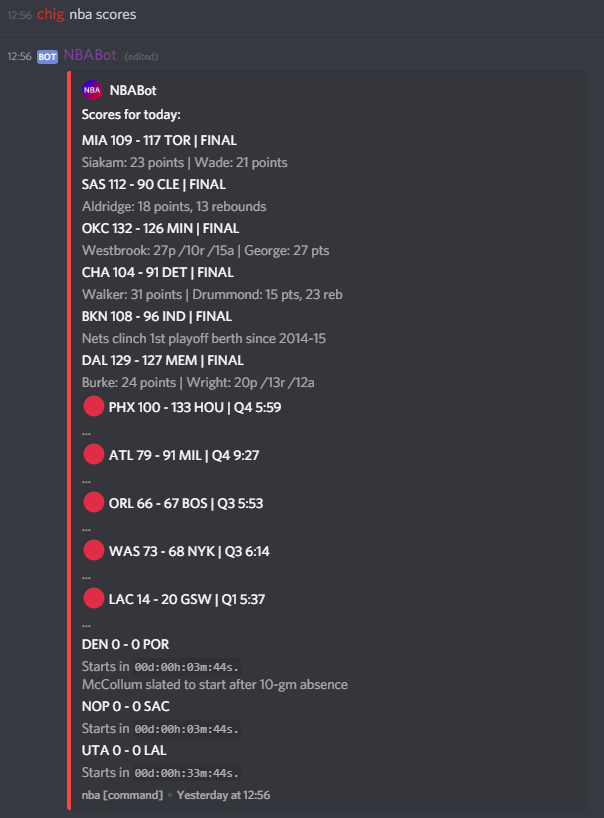 12:56 chig nba scores
12:56 BOT NBABot (edited)
NBA NBABot
Scores for today:
MIA 109 - 117 TOR | FINAL
Siakam: 23 points | Wade: 21 points
SAS 112 - 90 CLE | FINAL
Aldridge: 18 points, 13 rebounds
OKC 132 - 126 MIN | FINAL
Westbrook: 27p /10r /15a | George: 27 pts
CHA 104 - 91 DET | FINAL
Walker: 31 points | Drummond: 15 pts, 23 reb
BKN 108 - 96 IND | FINAL
Nets clinch 1st playoff berth since 2014-15
DAL 129 - 127 MEM | FINAL
Burke: 24 points | Wright: 20p /13r /12a
PHX 100 - 133 HOU | Q4 5:59
...
ATL 79 - 91 MIL | Q4 9:27
...
ORL 66 - 67 BOS | Q3 5:53
...
WAS 73 - 68 NYK | Q3 6:14
...
LAC 14 - 20 GSW | Q1 5:37
...
DEN 0 - 0 POR
Starts in 00d:00h:03m:44s.
McCollum slated to start after 10-gm absence
NOP 0 - 0 SAC
Starts in 00d:00h:03m:44s.
UTA 0 - 0 LAL
Starts in 00d:00h:33m:44s.
nba [command] • Yesterday at 12:56